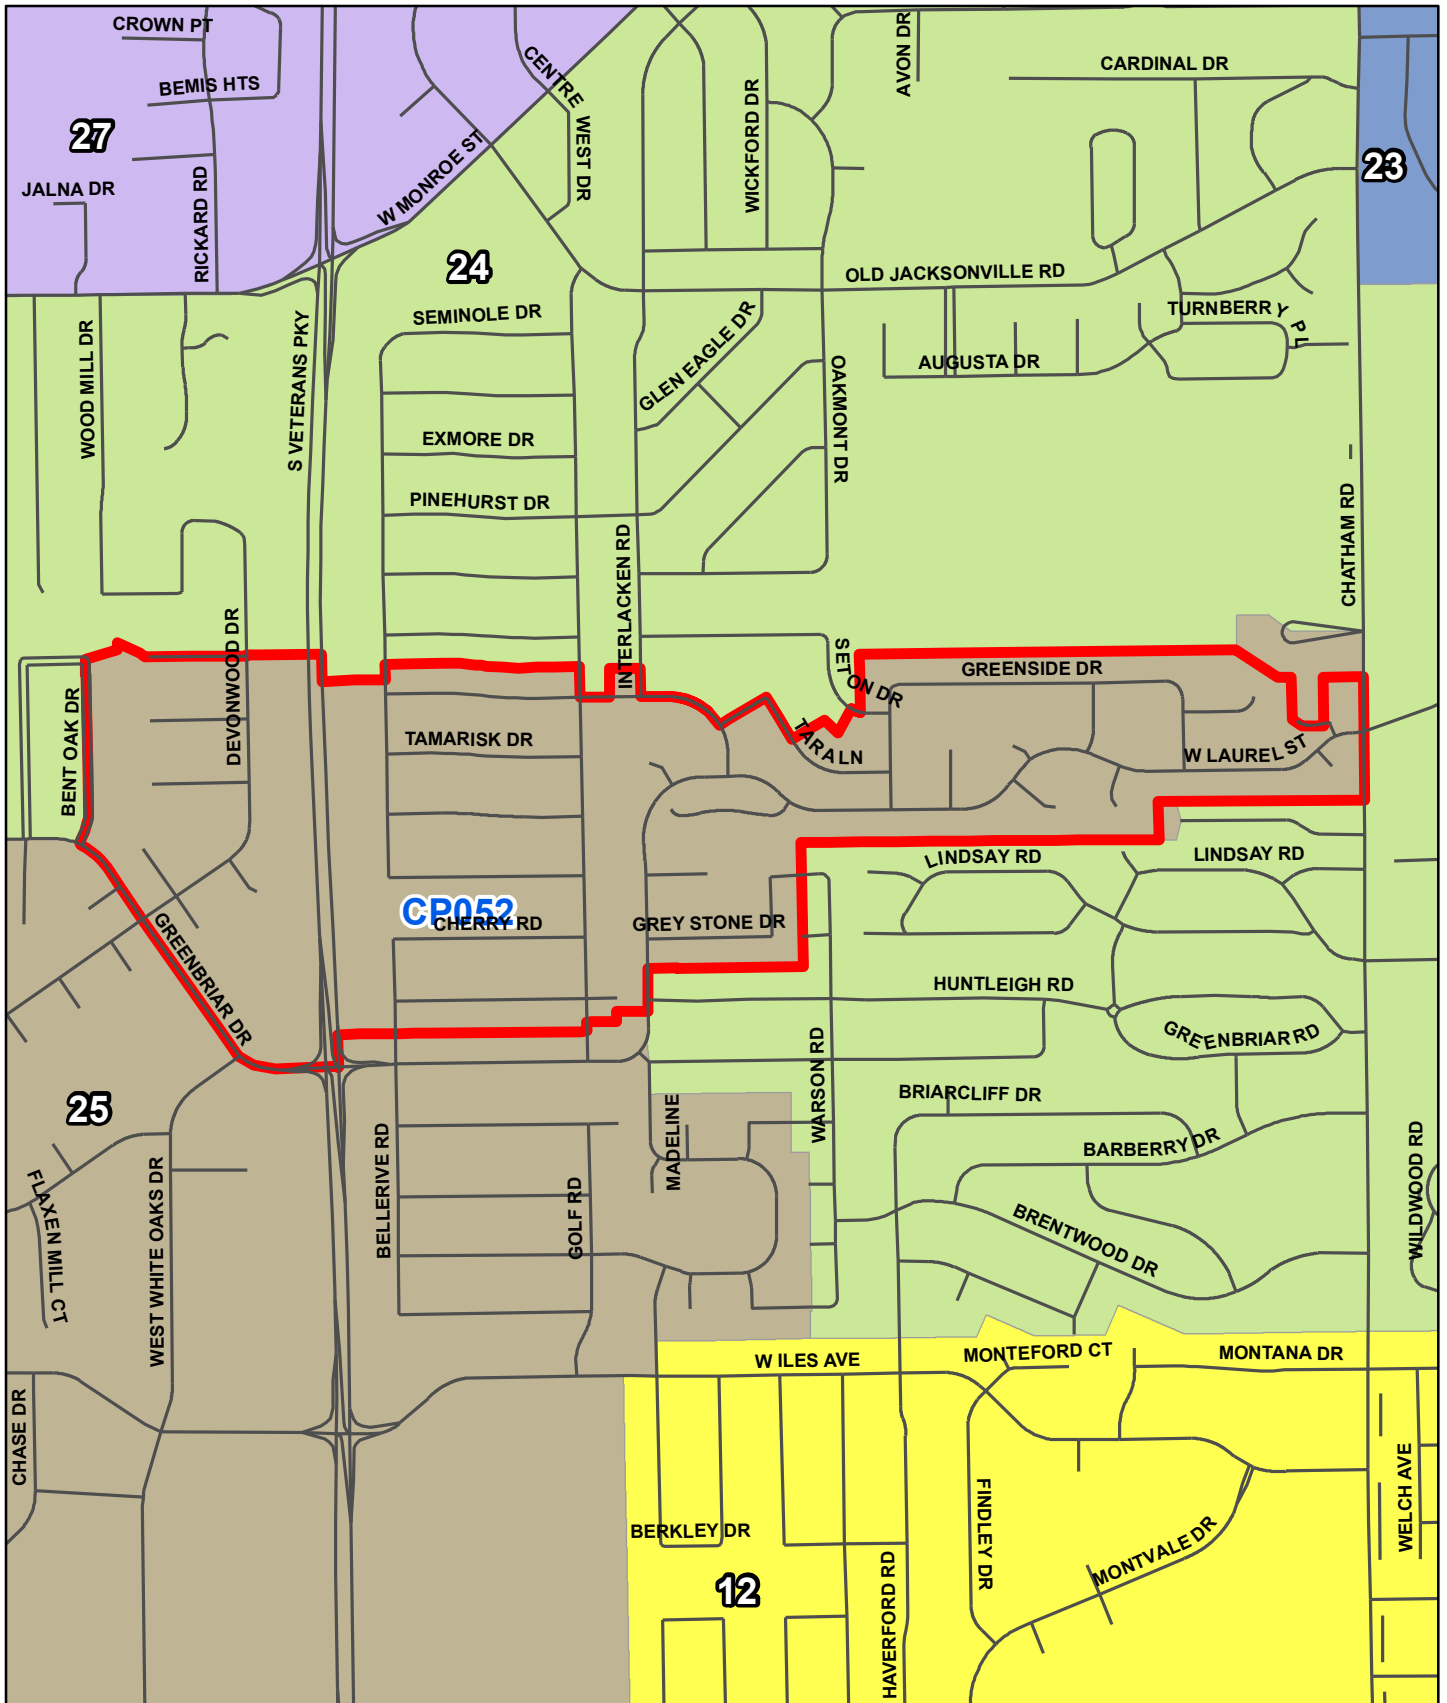 CROWN PT
BEMIS HTS
27
JALNA DR
RICKARD RD
W MONROE ST
CENTRE WEST DR
WICKFORD DR
AVON DR
CARDINAL DR
23
24
OLD JACKSONVILLE RD
SEMINOLE DR
S VETERANS PKY
WOOD MILL DR
GLEN EAGLE DR
OAKMONT DR
AUGUSTA DR
TURNBERRY PL
EXMORE DR
PINEHURST DR
INTERLACKEN RD
CHATHAM RD
DEVONWOOD DR
BENT OAK DR
SETON DR
GREENSIDE DR
TAMARISK DR
TARA LN
W LAUREL ST
LINDSAY RD
LINDSAY RD
CP052
CHERRY RD
GREY STONE DR
GREENBRIAR DR
HUNTLEIGH RD
GREENBRIAR RD
WARSON RD
25
BRIARCLIFF DR
MADELINE
BARBERRY DR
BELLERIVE RD
GOLF RD
WEST WHITE OAKS DR
FLAXEN MILL CT
BRENTWOOD DR
WILDWOOD RD
W ILES AVE
MONTEFORD CT
MONTANA DR
CHASE DR
FINDLEY DR
WELCH AVE
BERKLEY DR
MONTVALE DR
12
HAVERFORD RD